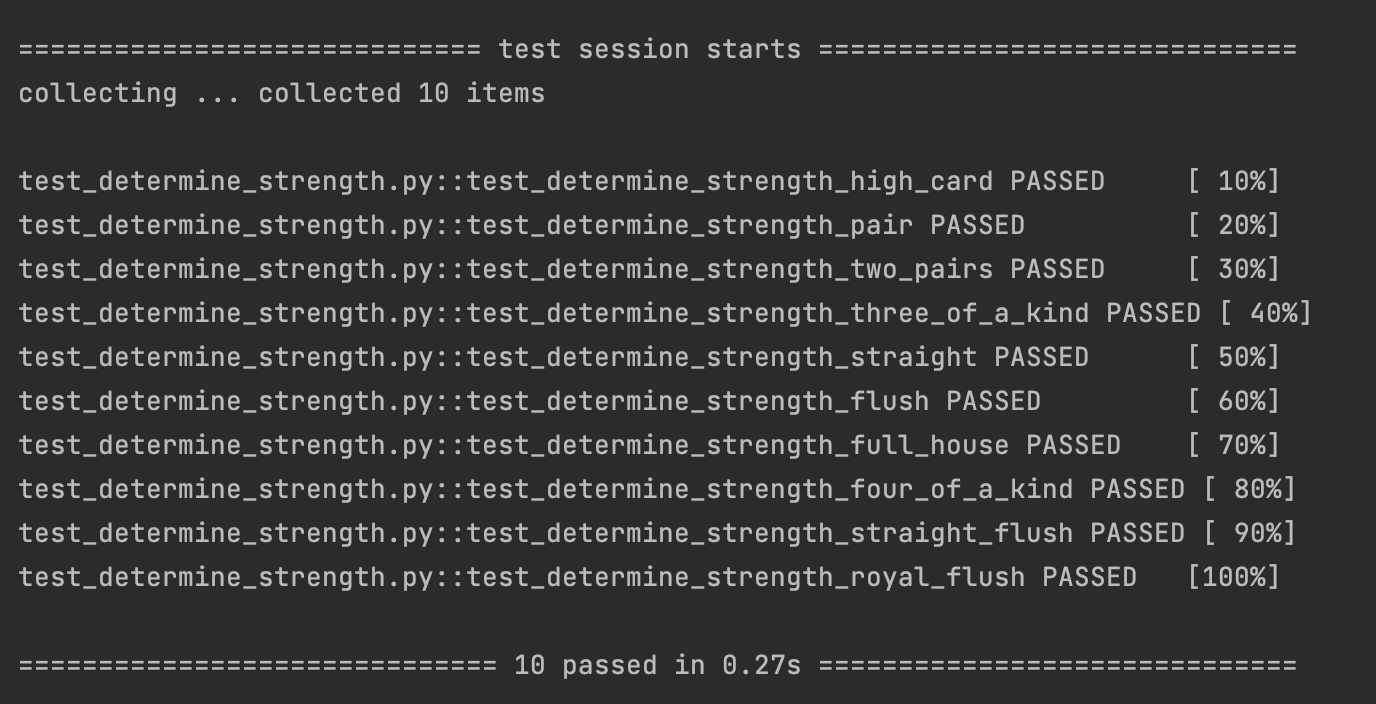 ============================= test session starts ==============================
collecting ... collected 10 items
test_determine_strength.py::test_determine_strength_high_card PASSED     [ 10%]
test_determine_strength.py::test_determine_strength_pair PASSED          [ 20%]
test_determine_strength.py::test_determine_strength_two_pairs PASSED     [ 30%]
test_determine_strength.py::test_determine_strength_three_of_a_kind PASSED [ 40%]
test_determine_strength.py::test_determine_strength_straight PASSED      [ 50%]
test_determine_strength.py::test_determine_strength_flush PASSED         [ 60%]
test_determine_strength.py::test_determine_strength_full_house PASSED    [ 70%]
test_determine_strength.py::test_determine_strength_four_of_a_kind PASSED [ 80%]
test_determine_strength.py::test_determine_strength_straight_flush PASSED [ 90%]
test_determine_strength.py::test_determine_strength_royal_flush PASSED   [100%]
============================== 10 passed in 0.27s ==============================